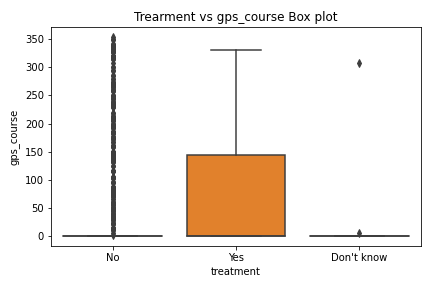 Trearment vs gps_course Box plot
350
300
250
200
150
100
50
0
gps_course
No Yes Don't know
treatment